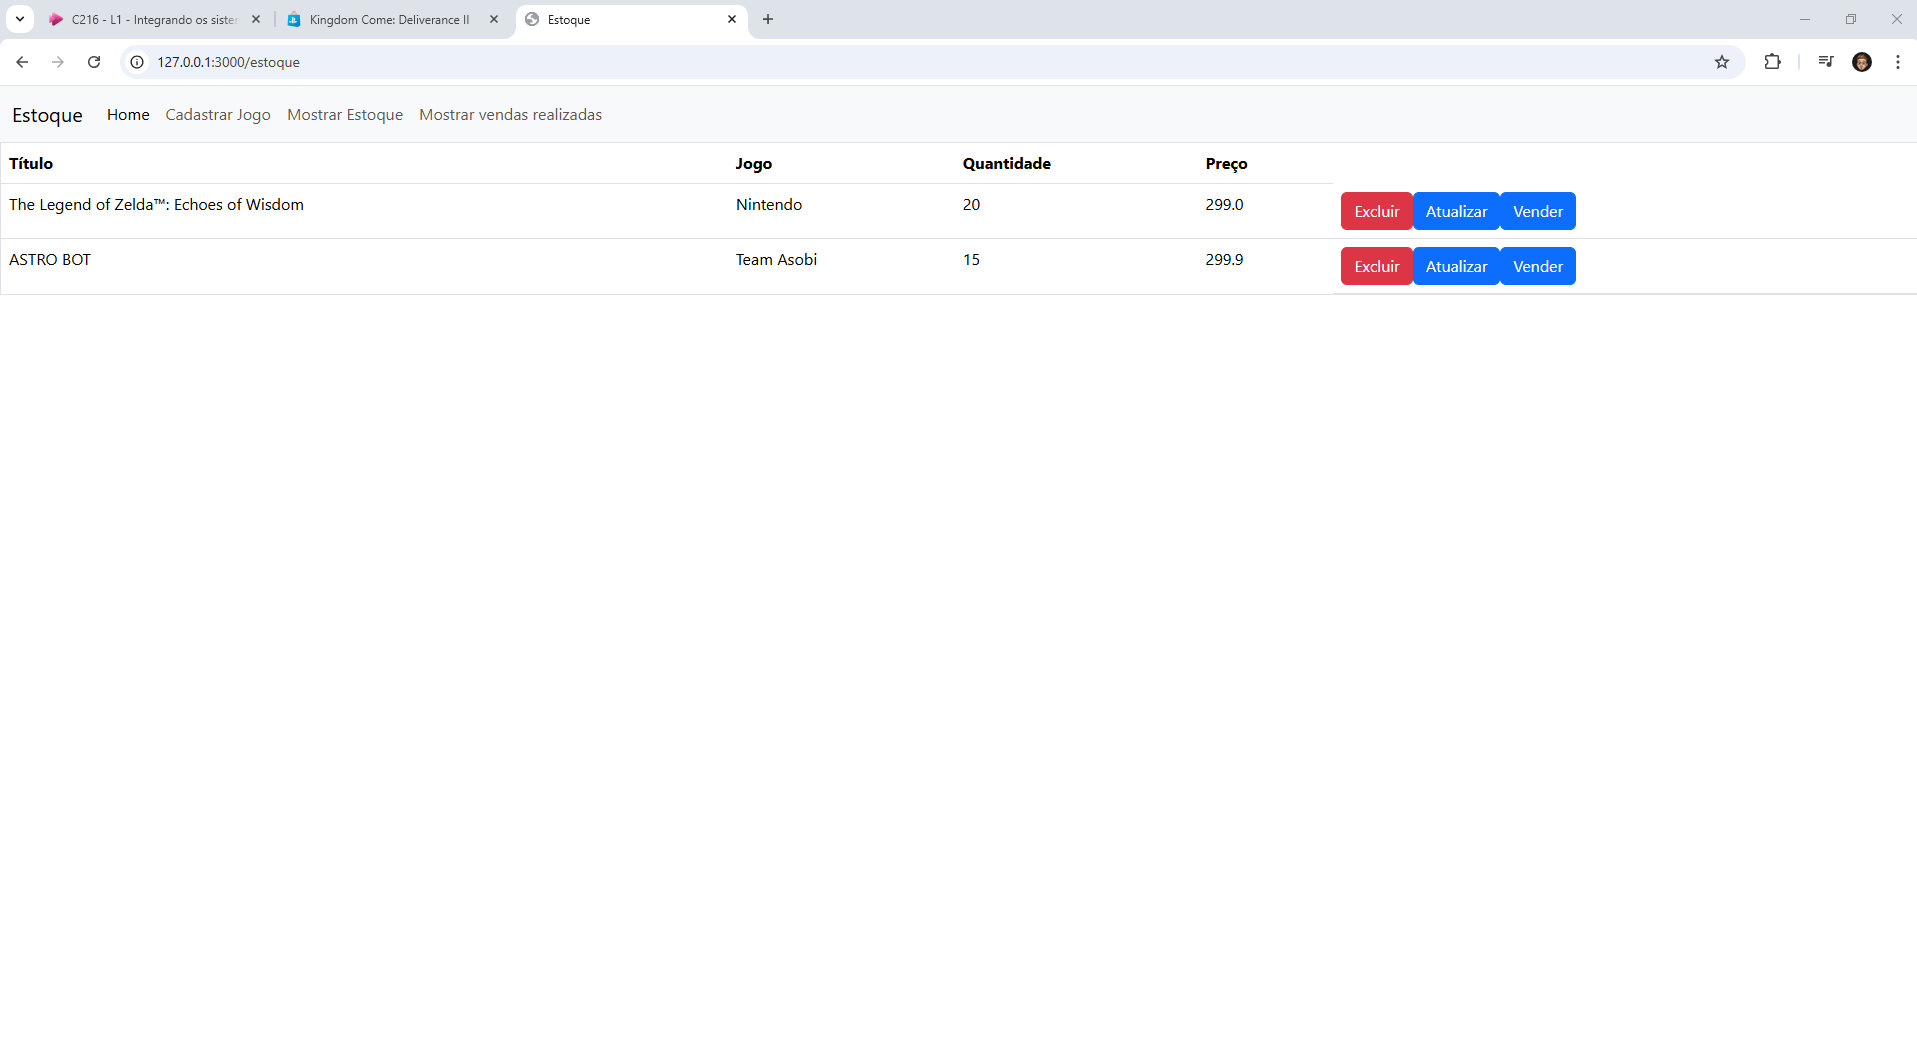 C216 - L1 - Integrando os sister
Kingdom Come: Deliverance II
Estoque
127.0.0.1:3000/estoque
Estoque Home Cadastrar Jogo Mostrar Estoque Mostrar vendas realizadas
Título Jogo Quantidade Preço
The Legend of Zelda™: Echoes of Wisdom Nintendo 20 299.0 Excluir Atualizar Vender
ASTRO BOT Team Asobi 15 299.9 Excluir Atualizar Vender